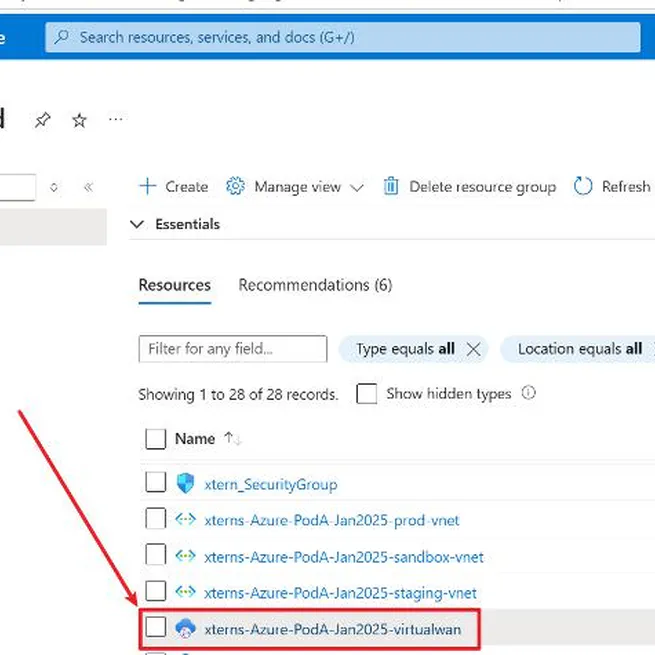 e
Search resources, services, and docs (G+/)
d
Create Manage view Delete resource group Refresh
Essentials
Resources Recommendations (6)
Filter for any field... Type equals all Location equals all
Showing 1 to 28 of 28 records. Show hidden types
Name
xtern_SecurityGroup
xterns-Azure-PodA-Jan2025-prod-vnet
xterns-Azure-PodA-Jan2025-sandbox-vnet
xterns-Azure-PodA-Jan2025-staging-vnet
xterns-Azure-PodA-Jan2025-virtualwan